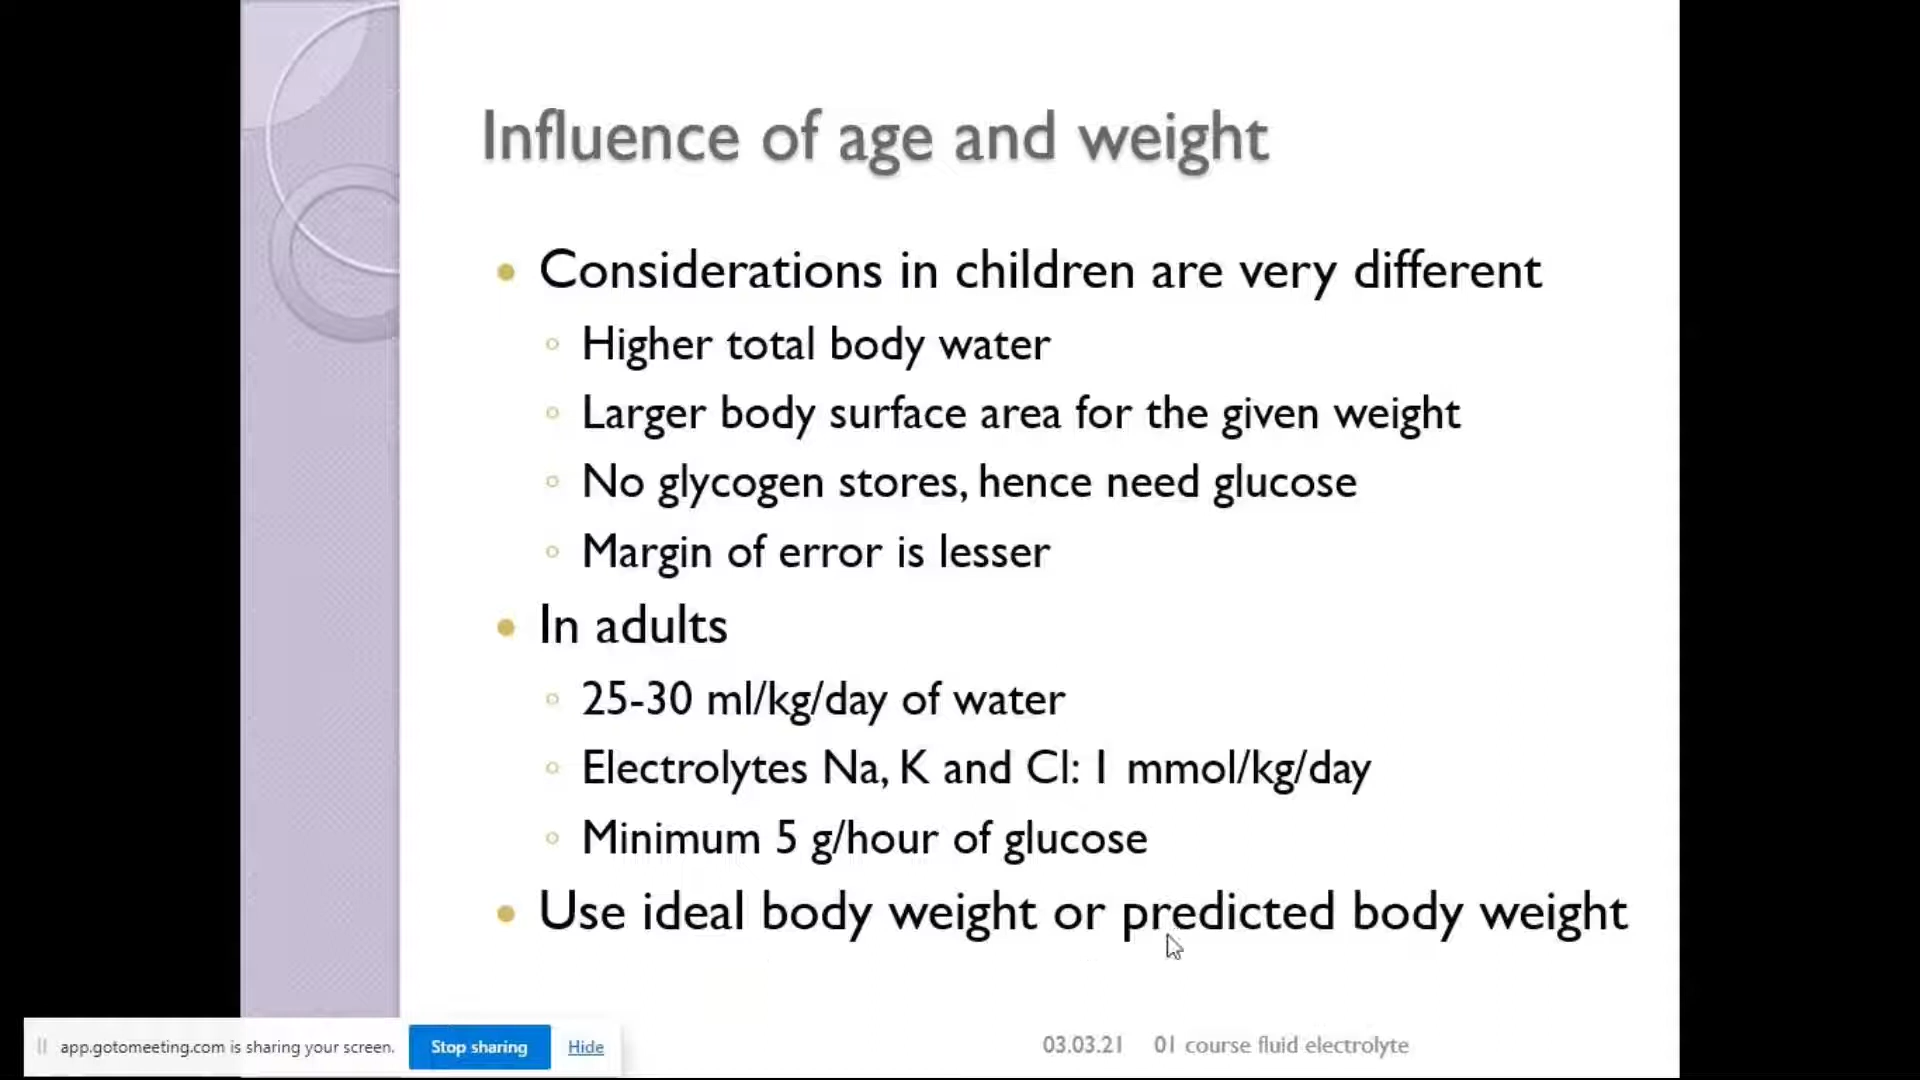 Influence of age and weight
Considerations in children are very different
Higher total body water
Larger body surface area for the given weight
No glycogen stores, hence need glucose
Margin of error is lesser
In adults
25-30 ml/kg/day of water
Electrolytes Na, K and Cl: 1 mmol/kg/day
Minimum 5 g/hour of glucose
Use ideal body weight or predicted body weight
app.gotomeeting.com is sharing your screen. Stop sharing Hide
03.03.21 01 course fluid electrolyte